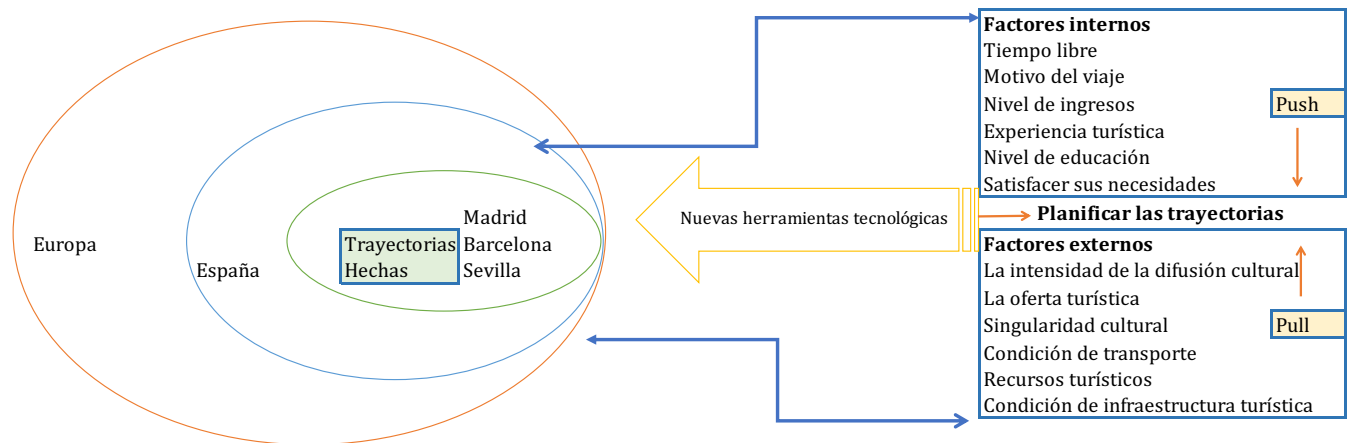 Europa
España
Trayectorias
Hechas
Madrid
Barcelona
Sevilla
Nuevas herramientas tecnológicas
Factores internos
Tiempo libre
Motivo del viaje
Nivel de ingresos
Push
Experiencia turística
Nivel de educación
Satisfacer sus necesidades
Planificar las trayectorias
Factores externos
La intensidad de la difusión cultural
La oferta turística
Singularidad cultural
Pull
Condición de transporte
Recursos turísticos
Condición de infraestructura turística